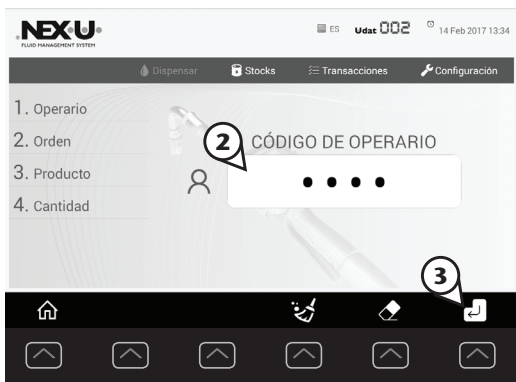 NEX·U·
FLUID MANAGEMENT SYSTEM
ES Udat 002 14 Feb 2017 13:34
Dispensar Stocks Transacciones Configuración
1. Operario
2. Orden
3. Producto
4. Cantidad
2 CÓDIGO DE OPERARIO
• • • •
3